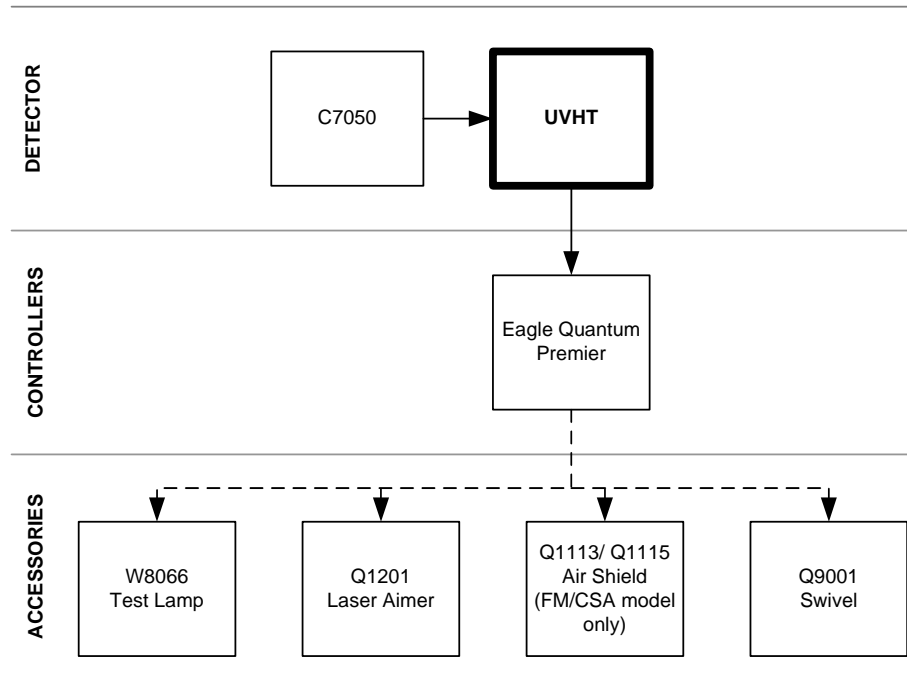 DETECTOR
C7050
UVHT
CONTROLLERS
Eagle Quantum
Premier
ACCESSORIES
W8066
Test Lamp
Q1201
Laser Aimer
Q1113/ Q1115
Air Shield
(FM/CSA model
only)
Q9001
Swivel